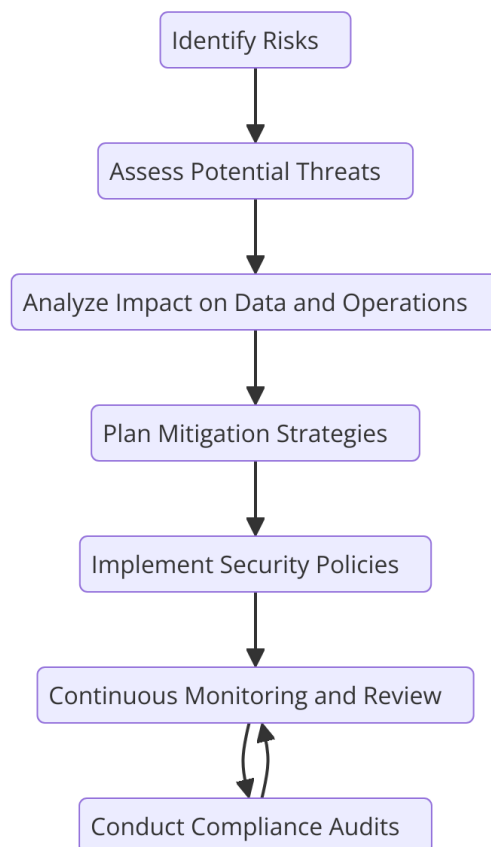 Identify Risks
Assess Potential Threats
Analyze Impact on Data and Operations
Plan Mitigation Strategies
Implement Security Policies
Continuous Monitoring and Review
Conduct Compliance Audits